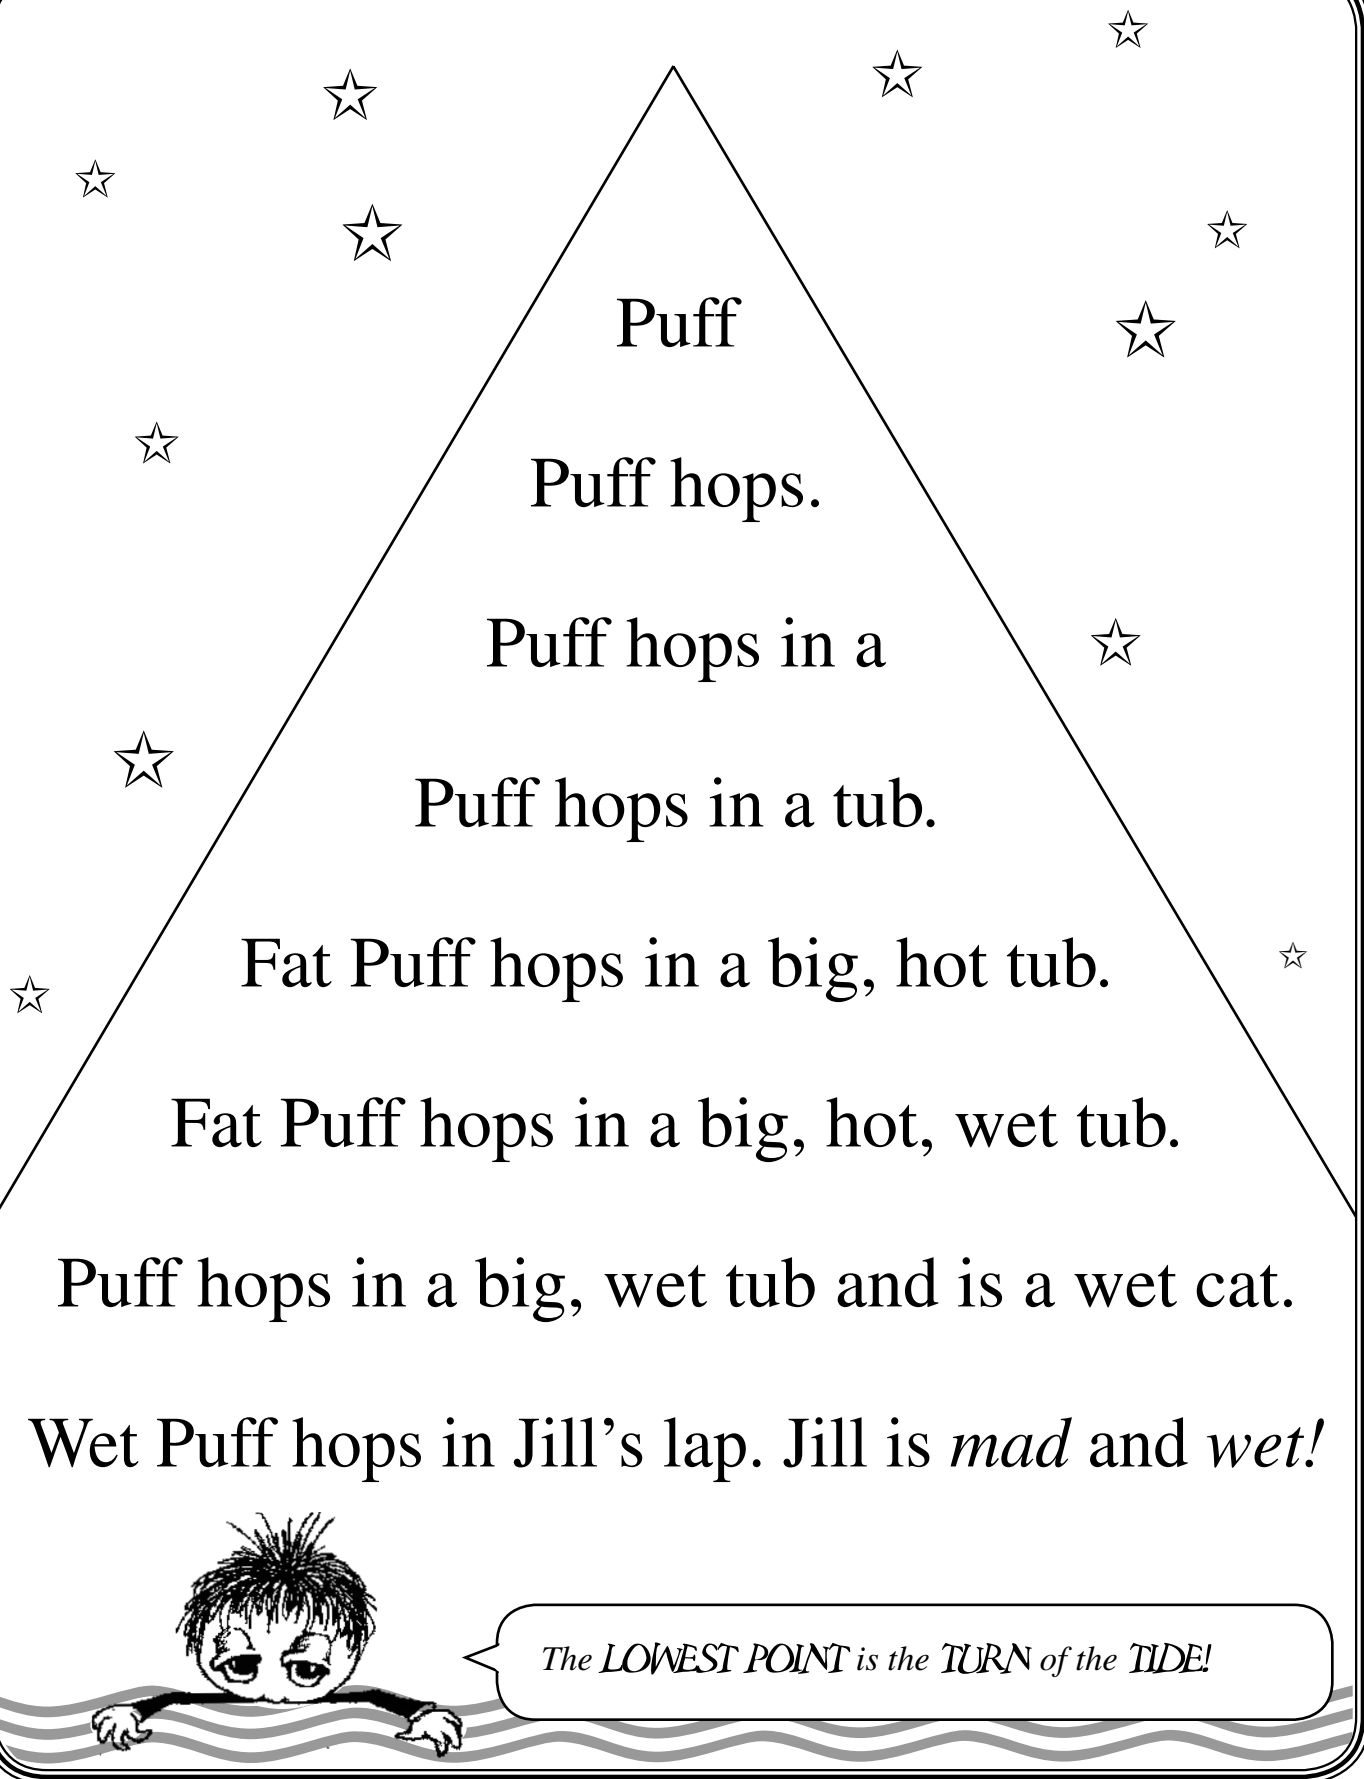 Puff
Puff hops.
Puff hops in a
Puff hops in a tub.
Fat Puff hops in a big, hot tub.
Fat Puff hops in a big, hot, wet tub.
Puff hops in a big, wet tub and is a wet cat.
Wet Puff hops in Jill’s lap. Jill is mad and wet!
The LOWEST POINT is the TURN of the TIDE!